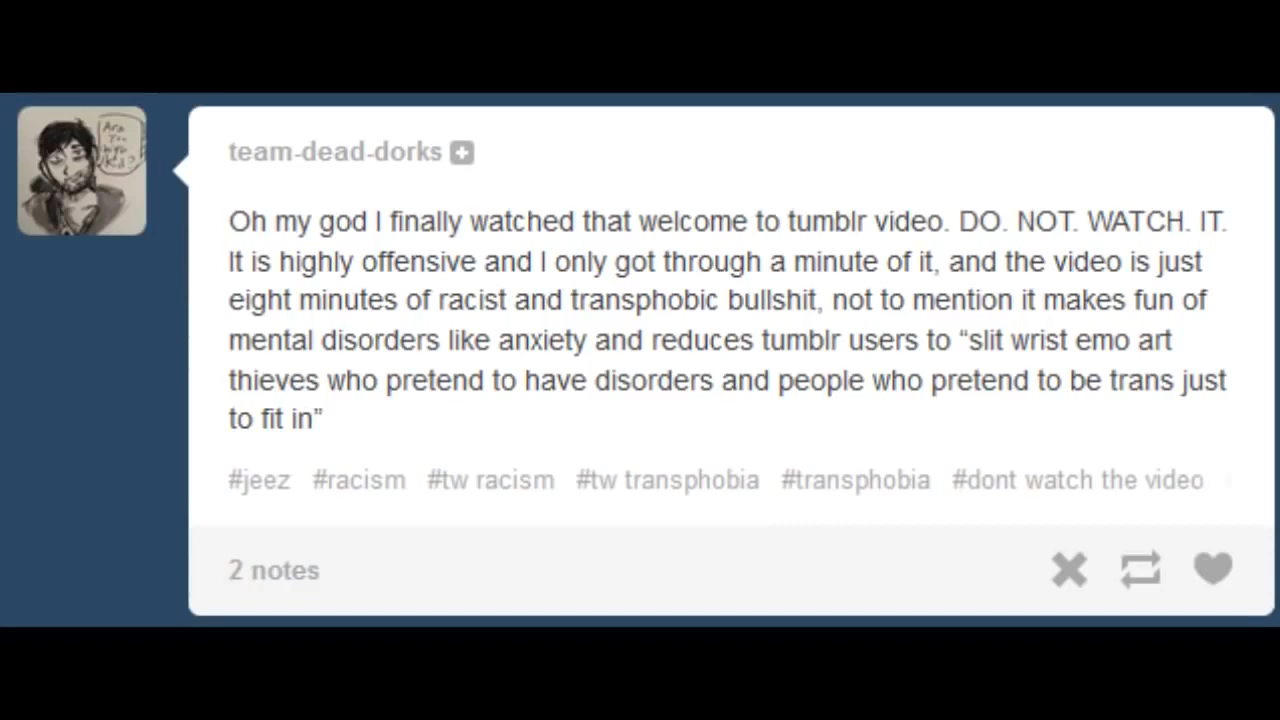 Are
You
high
Kid?
team-dead-dorks
Oh my god I finally watched that welcome to tumblr video. DO. NOT. WATCH. IT.
It is highly offensive and I only got through a minute of it, and the video is just
eight minutes of racist and transphobic bullshit, not to mention it makes fun of
mental disorders like anxiety and reduces tumblr users to “slit wrist emo art
thieves who pretend to have disorders and people who pretend to be trans just
to fit in”
#jeez #racism #tw racism #tw transphobia #transphobia #dont watch the video
2 notes